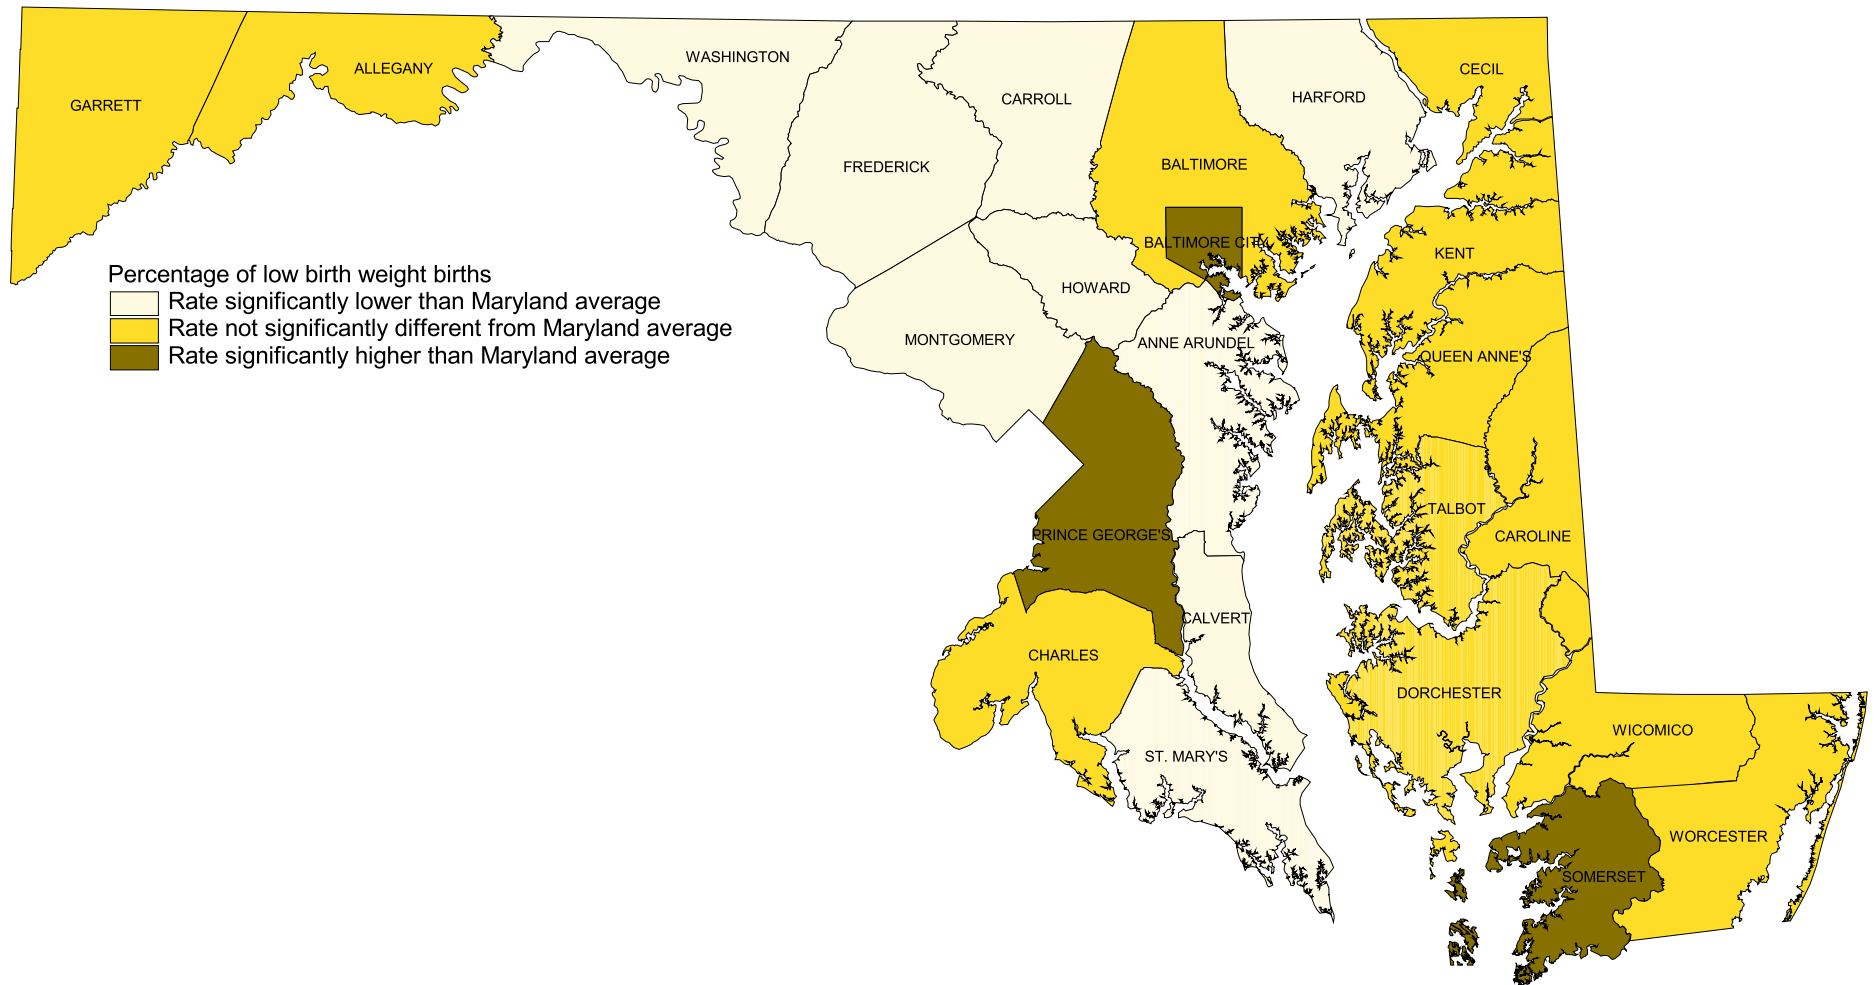 WASHINGTON
ALLEGANY
CECIL
GARRETT
CARROLL
HARFORD
FREDERICK
BALTIMORE
BALTIMORE CITY
KENT
Percentage of low birth weight births
Rate significantly lower than Maryland average
Rate not significantly different from Maryland average
Rate significantly higher than Maryland average
HOWARD
MONTGOMERY
ANNE ARUNDEL
QUEEN ANNE'S
TALBOT
PRINCE GEORGE'S
CAROLINE
CALVERT
CHARLES
DORCHESTER
WICOMICO
ST. MARY'S
WORCESTER
SOMERSET